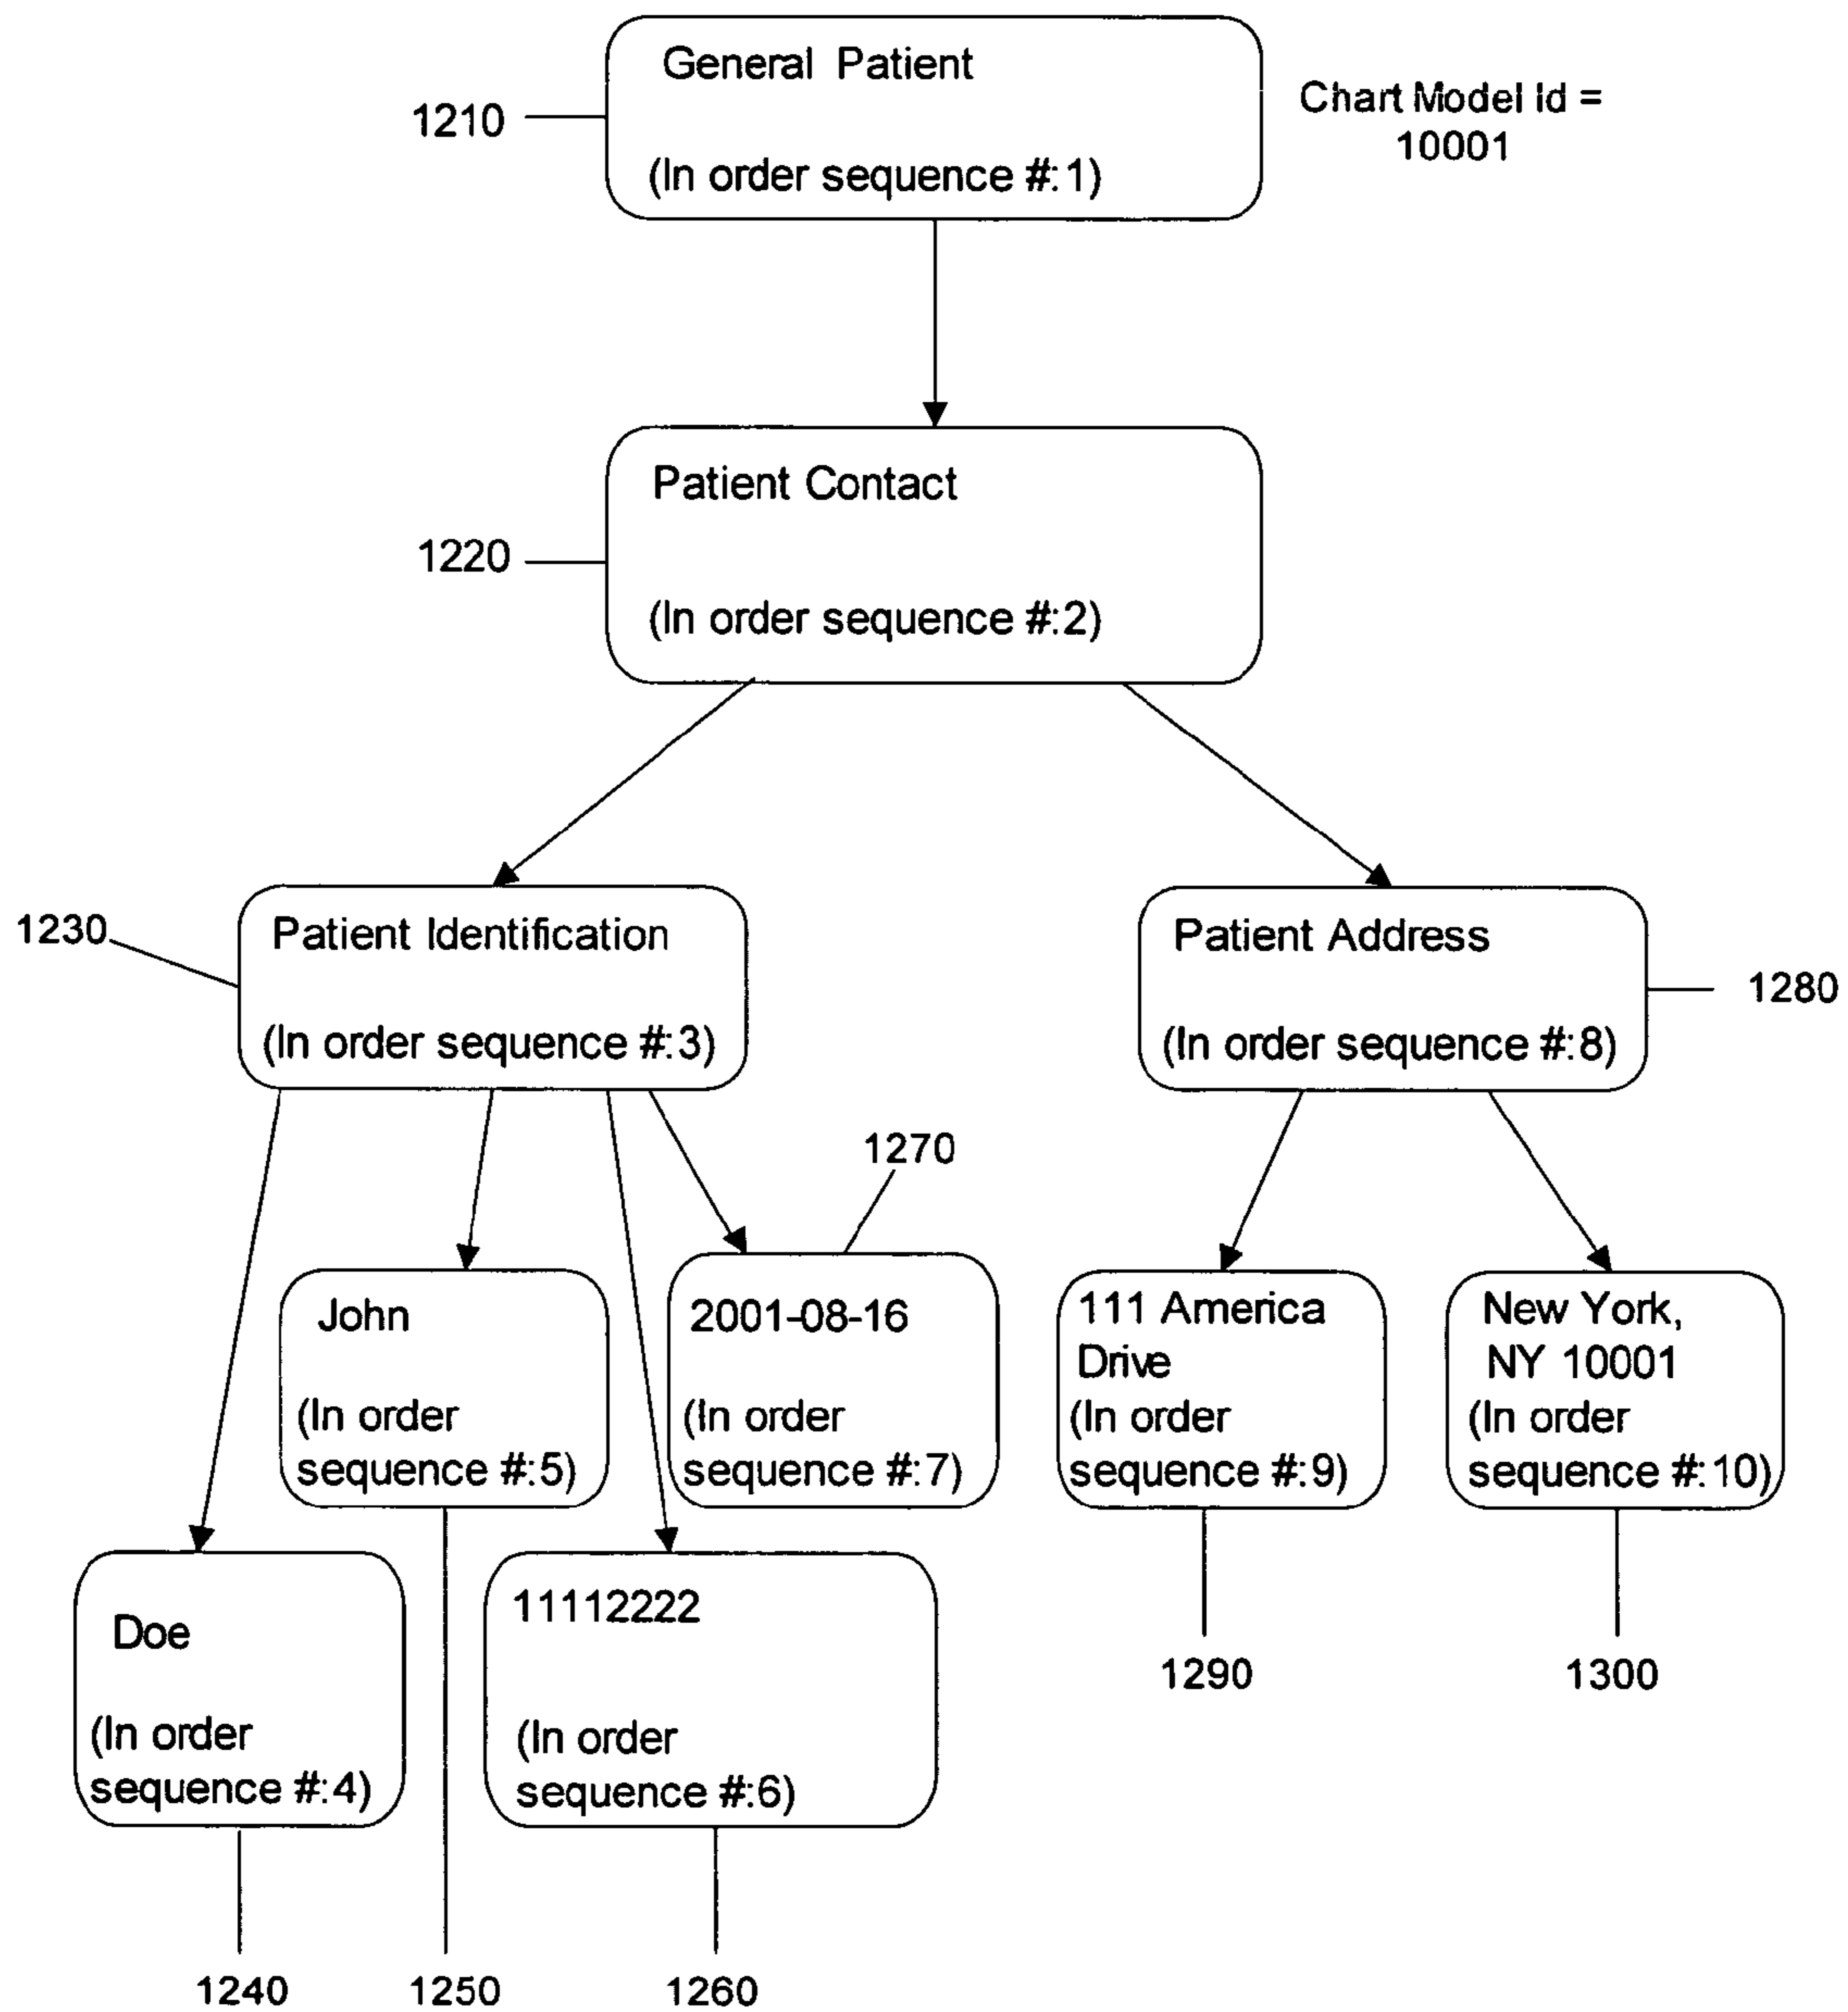 General Patient
(In order sequence #:1)
1210
Chart Model Id =
10001
Patient Contact
(In order sequence #:2)
1220
Patient Identification
(In order sequence #:3)
1230
Patient Address
(In order sequence #:8)
1280
1270
John
(In order
sequence #:5)
2001-08-16
(In order
sequence #:7)
111 America
Drive
(In order
sequence #:9)
New York,
NY 10001
(In order
sequence #:10)
Doe
(In order
sequence #:4)
11112222
(In order
sequence #:6)
1290
1300
1240
1250
1260